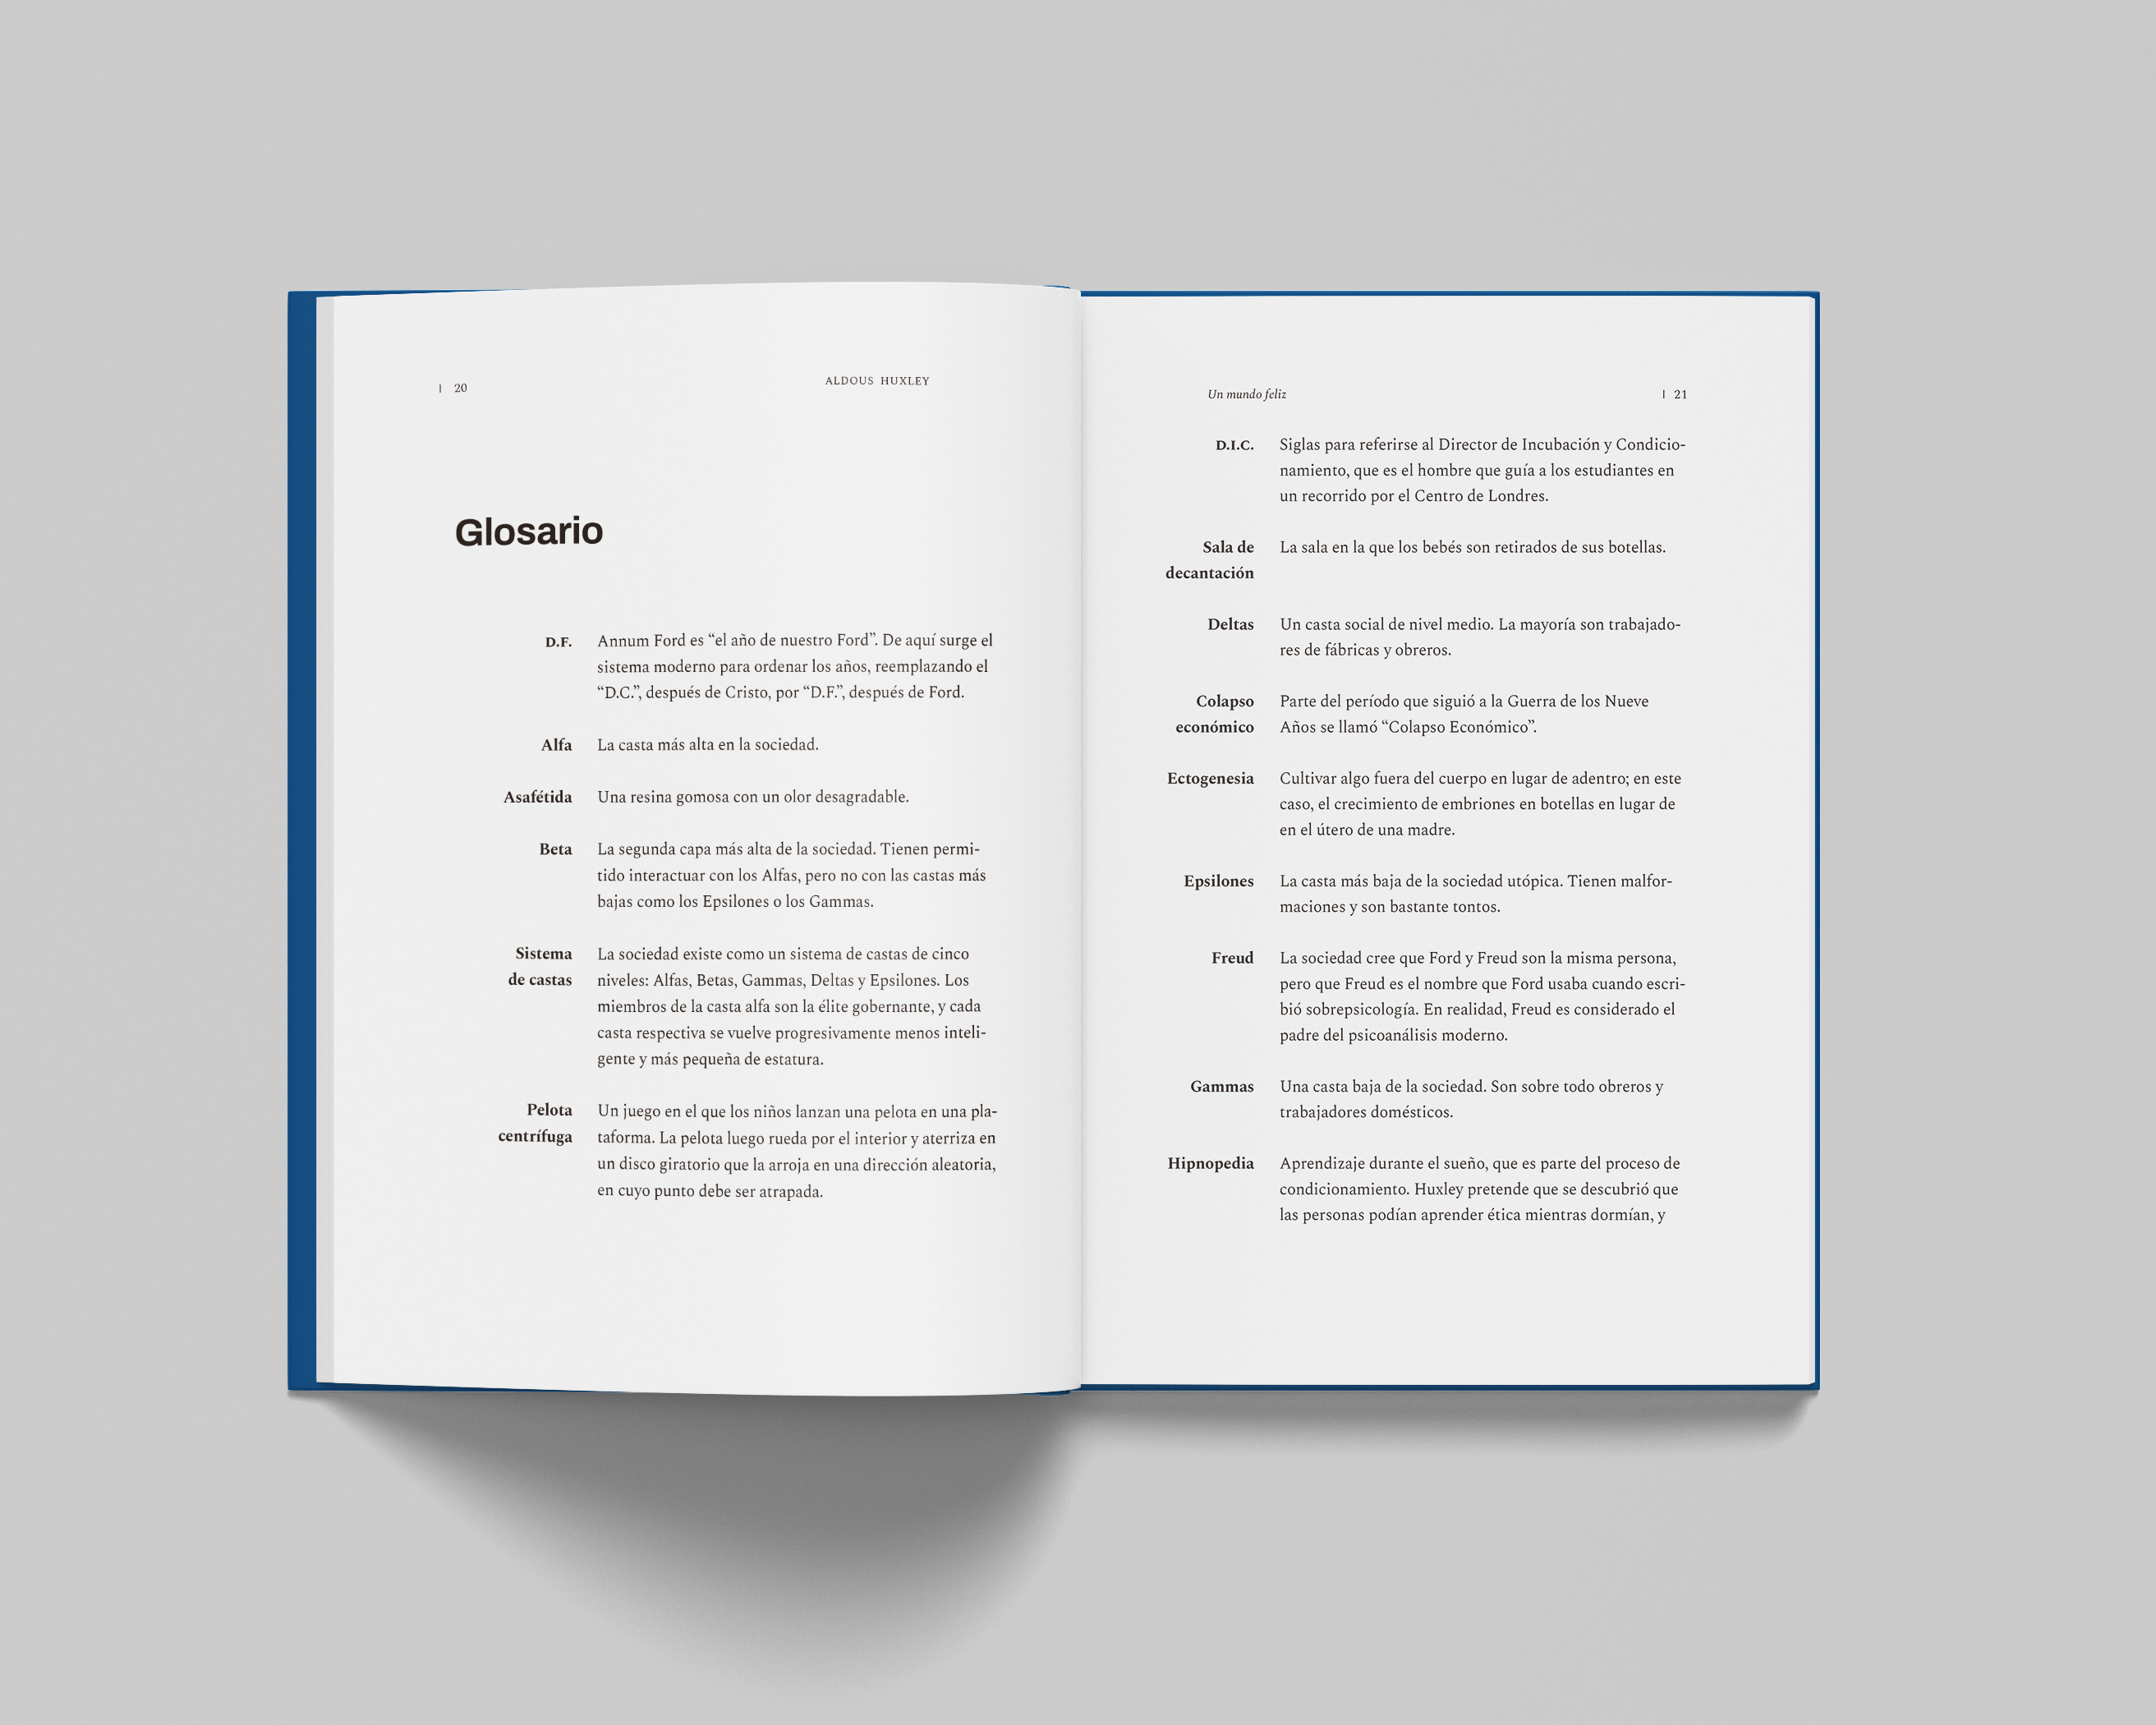 | 20
ALDOUS HUXLEY
Glosario
D.F. Annum Ford es “el año de nuestro Ford”. De aquí surge el
sistema moderno para ordenar los años, reemplazando el
“D.C.”, después de Cristo, por “D.F.”, después de Ford.
Alfa La casta más alta en la sociedad.
Asafétida Una resina gomosa con un olor desagradable.
Beta La segunda capa más alta de la sociedad. Tienen permi-
tido interactuar con los Alfas, pero no con las castas más
bajas como los Epsilones o los Gammas.
Sistema La sociedad existe como un sistema de castas de cinco
de castas niveles: Alfas, Betas, Gammas, Deltas y Epsilones. Los
miembros de la casta alfa son la élite gobernante, y cada
casta respectiva se vuelve progresivamente menos inteli-
gente y más pequeña de estatura.
Pelota Un juego en el que los niños lanzan una pelota en una pla-
centrífuga taforma. La pelota luego rueda por el interior y aterriza en
un disco giratorio que la arroja en una dirección aleatoria,
en cuyo punto debe ser atrapada.
Un mundo feliz
| 21
D.I.C. Siglas para referirse al Director de Incubación y Condicio-
namiento, que es el hombre que guía a los estudiantes en
un recorrido por el Centro de Londres.
Sala de La sala en la que los bebés son retirados de sus botellas.
decantación
Deltas Un casta social de nivel medio. La mayoría son trabajado-
res de fábricas y obreros.
Colapso Parte del período que siguió a la Guerra de los Nueve
económico Años se llamó “Colapso Económico”.
Ectogenesia Cultivar algo fuera del cuerpo en lugar de adentro; en este
caso, el crecimiento de embriones en botellas en lugar de
en el útero de una madre.
Epsilones La casta más baja de la sociedad utópica. Tienen malfor-
maciones y son bastante tontos.
Freud La sociedad cree que Ford y Freud son la misma persona,
pero que Freud es el nombre que Ford usaba cuando escri-
bió sobrepsicología. En realidad, Freud es considerado el
padre del psicoanálisis moderno.
Gammas Una casta baja de la sociedad. Son sobre todo obreros y
trabajadores domésticos.
Hipnopedia Aprendizaje durante el sueño, que es parte del proceso de
condicionamiento. Huxley pretende que se descubrió que
las personas podían aprender ética mientras dormían, y